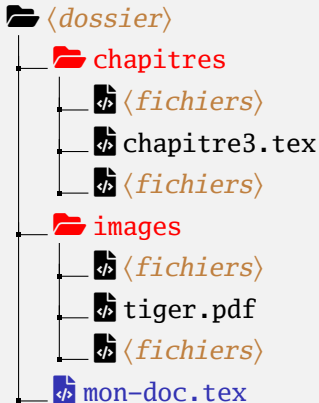 ⟨dossier⟩
chapitres
⟨fichiers⟩
chapitre3.tex
⟨fichiers⟩
images
⟨fichiers⟩
tiger.pdf
⟨fichiers⟩
mon-doc.tex